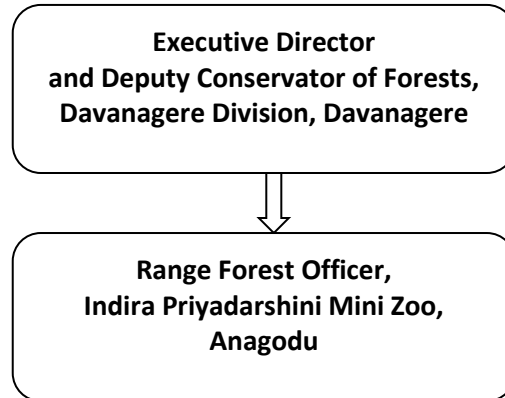 Executive Director
and Deputy Conservator of Forests,
Davanagere Division, Davanagere
Range Forest Officer,
Indira Priyadarshini Mini Zoo,
Anagodu